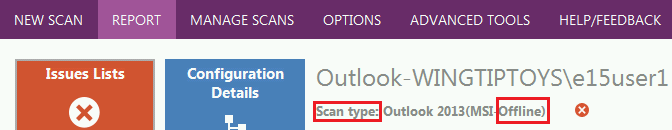 NEW SCAN REPORT MANAGE SCANS OPTIONS ADVANCED TOOLS HELP/FEEDBACK
Issues Lists
Configuration
Details
Outlook-WINGTIPTOYS\e15user1
Scan type: Outlook 2013(MSI-Offline)